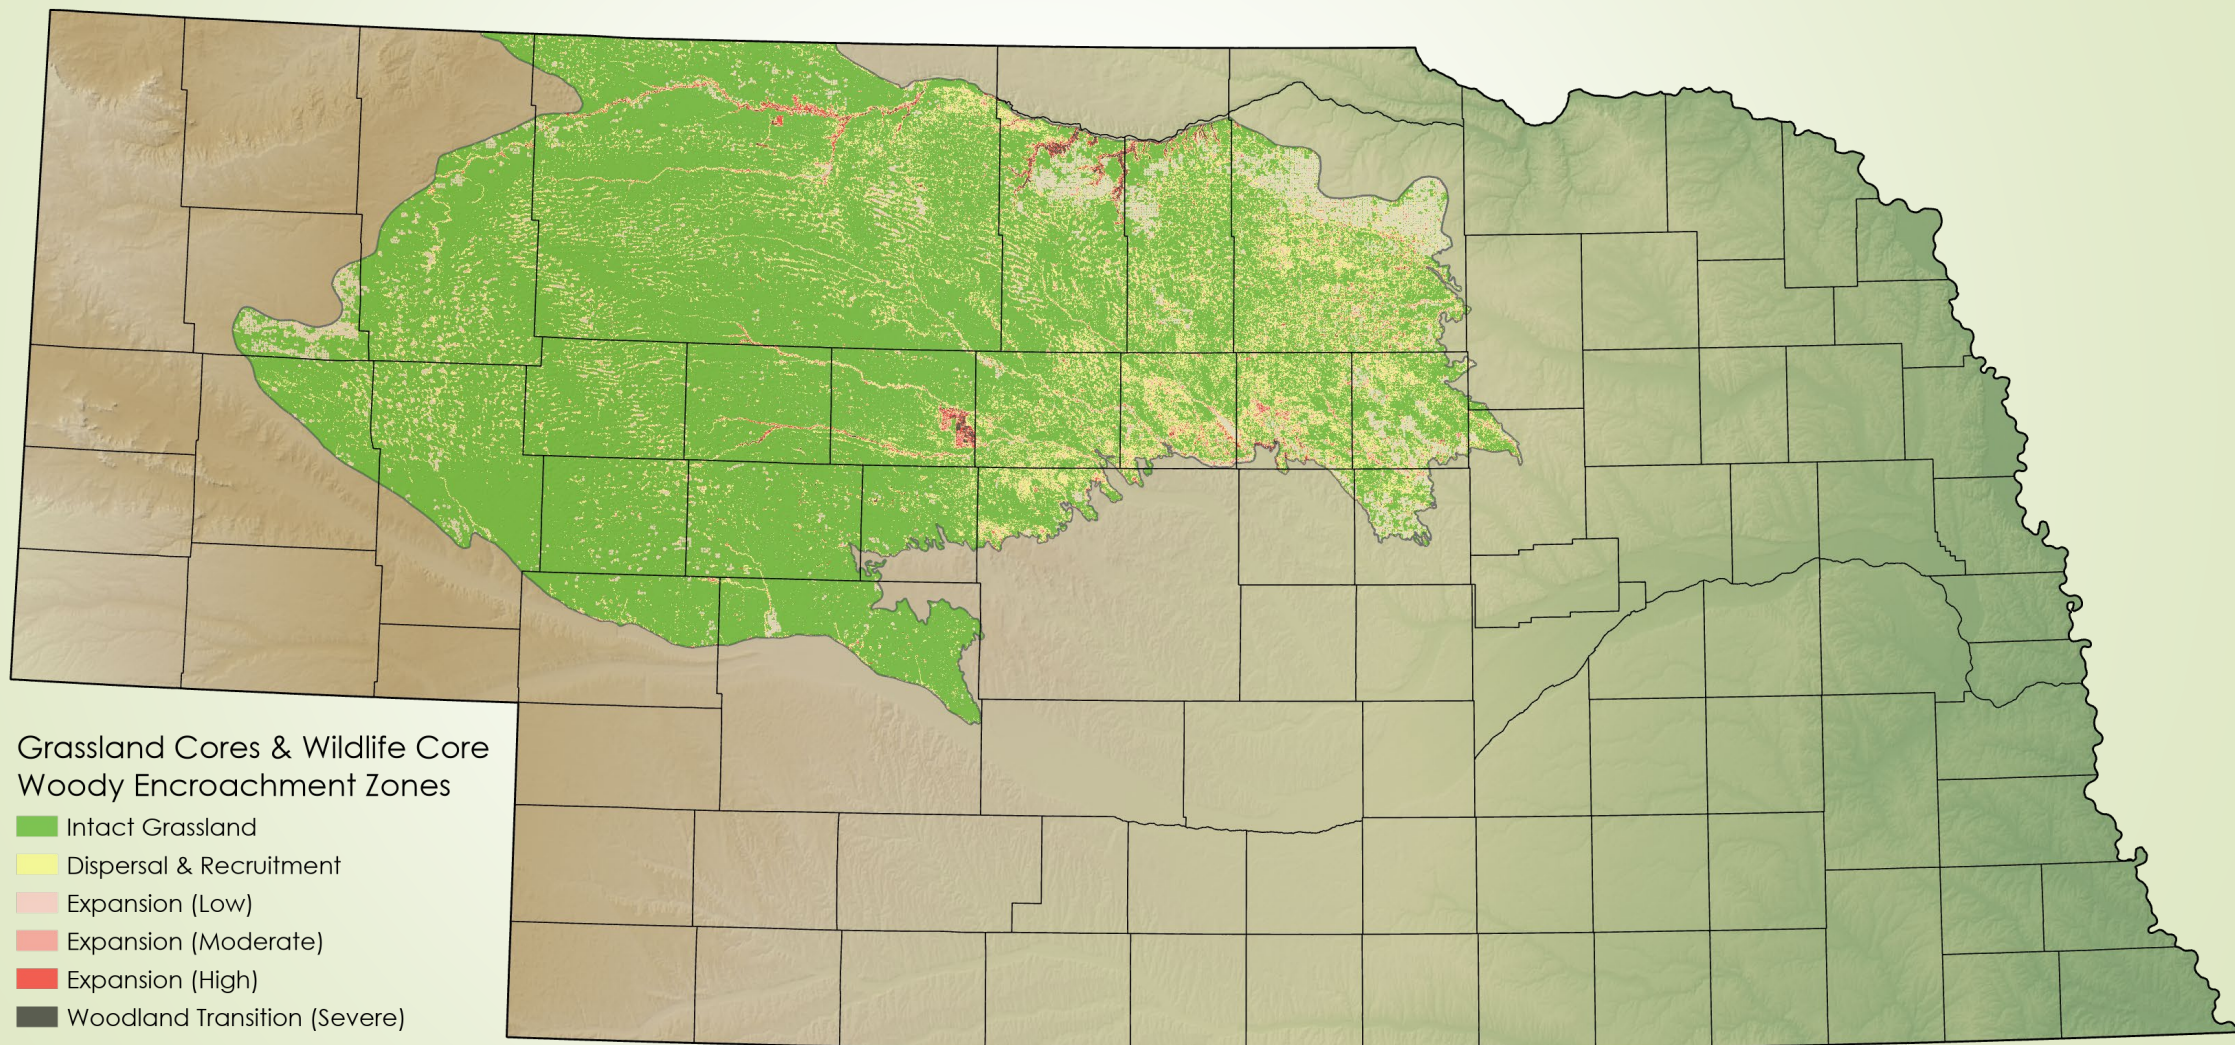 Grassland Cores & Wildlife Core
Woody Encroachment Zones
Intact Grassland
Dispersal & Recruitment
Expansion (Low)
Expansion (Moderate)
Expansion (High)
Woodland Transition (Severe)